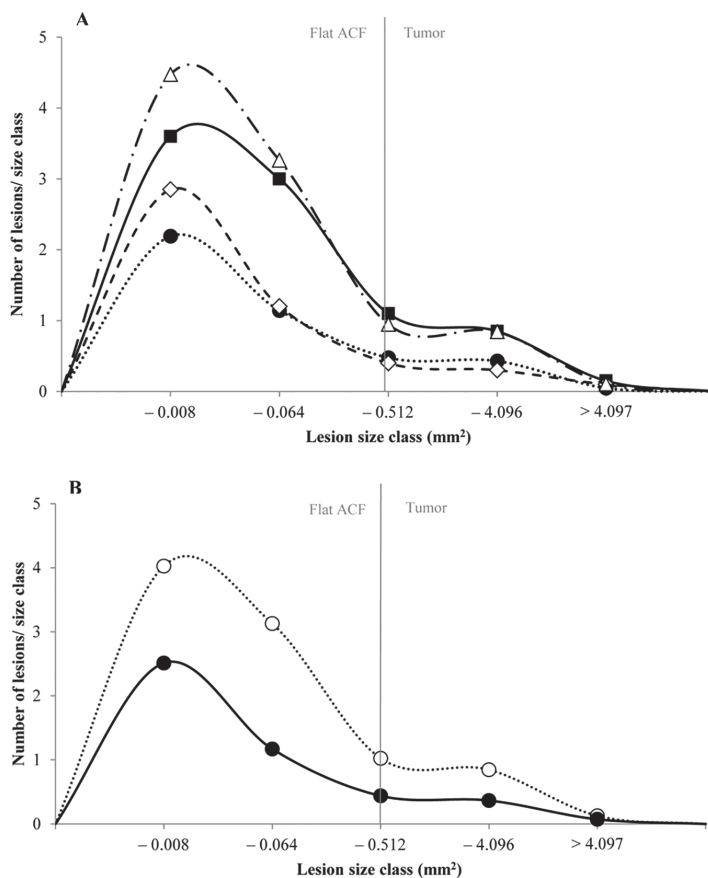 A
Flat ACF Tumor
5
4
3
2
1
0
Number of lesions/ size class
– 0.008 – 0.064 – 0.512 – 4.096 > 4.097
Lesion size class (mm²)
B
Flat ACF Tumor
5
4
3
2
1
0
Number of lesions/ size class
– 0.008 – 0.064 – 0.512 – 4.096 > 4.097
Lesion size class (mm²)